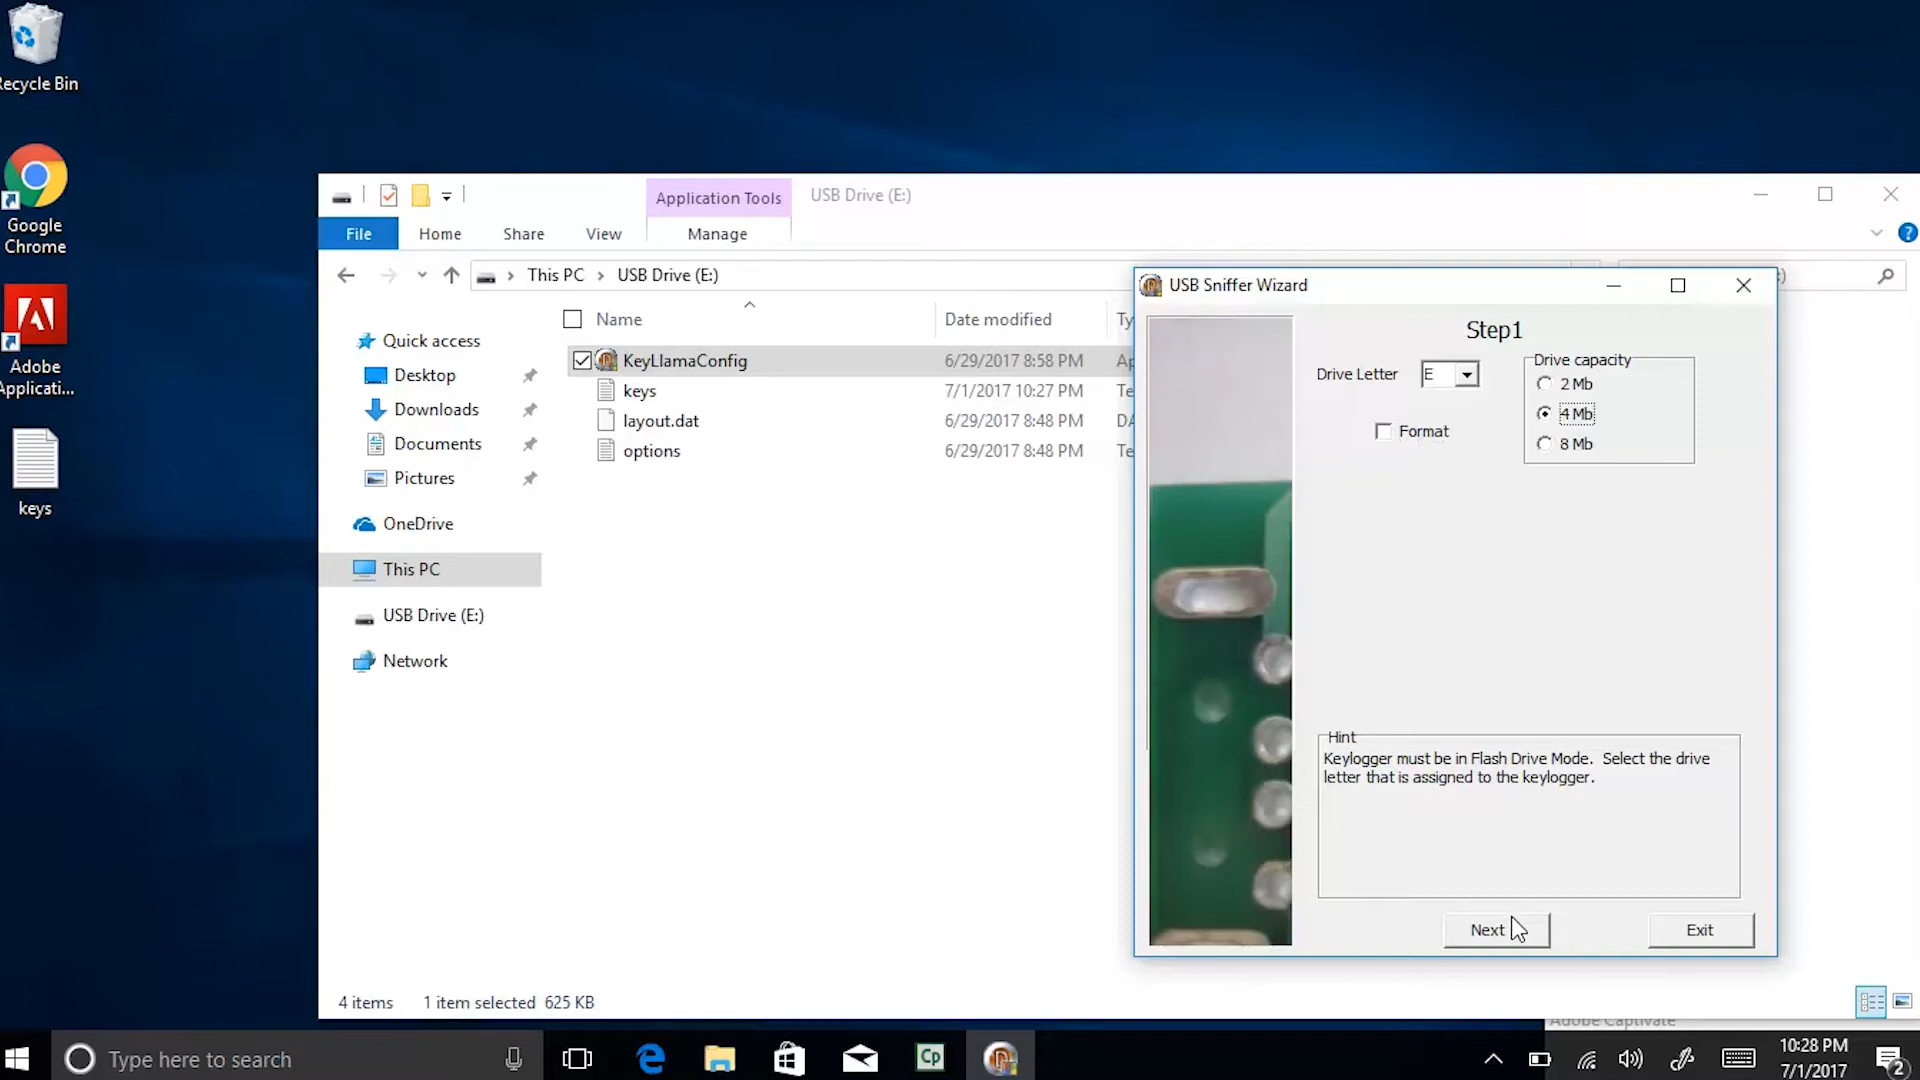 Recycle Bin
Google
Chrome
Adobe
Applicati...
keys
Application Tools
USB Drive (E:)
File
Home
Share
View
Manage
This PC
USB Drive (E:)
Name
Date modified
KeyLlamaConfig
6/29/2017 8:58 PM
keys
7/1/2017 10:27 PM
layout.dat
6/29/2017 8:48 PM
options
6/29/2017 8:48 PM
Quick access
Desktop
Downloads
Documents
Pictures
OneDrive
This PC
USB Drive (E:)
Network
4 items
1 item selected 625 KB
USB Sniffer Wizard
Step1
Drive Letter
E
Format
Drive capacity
2 Mb
4 Mb
8 Mb
Hint
Keylogger must be in Flash Drive Mode. Select the drive
letter that is assigned to the keylogger.
Next
Exit
Adobe Captivate
Type here to search
Cp
10:28 PM
7/1/2017
2